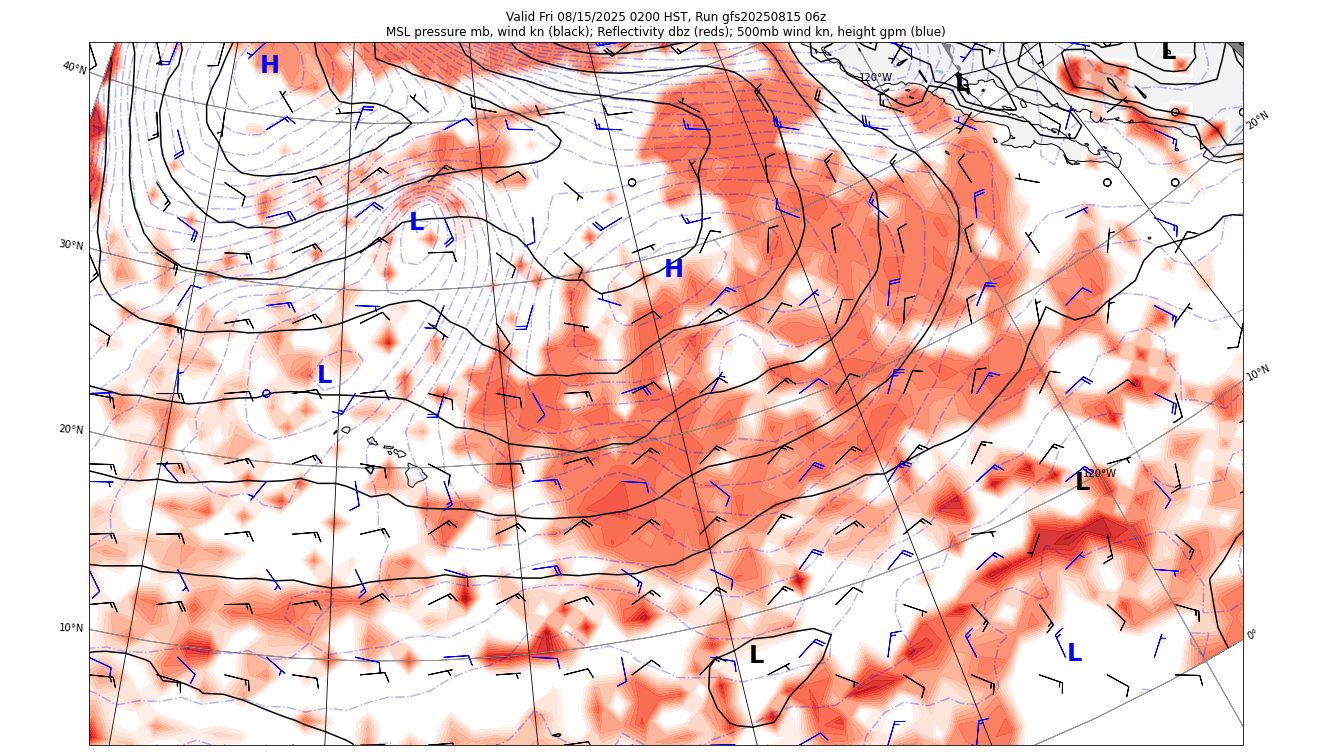 Valid Fri 08/15/2025 0200 HST, Run gfs20250815 06z
MSL pressure mb, wind kn (black); Reflectivity dbz (reds); 500mb wind kn, height gpm (blue)
H
L
L
40°N
120°W
20°N
L
30°N
H
L
10°N
20°N
L
120°W
10°N
0°
L
L